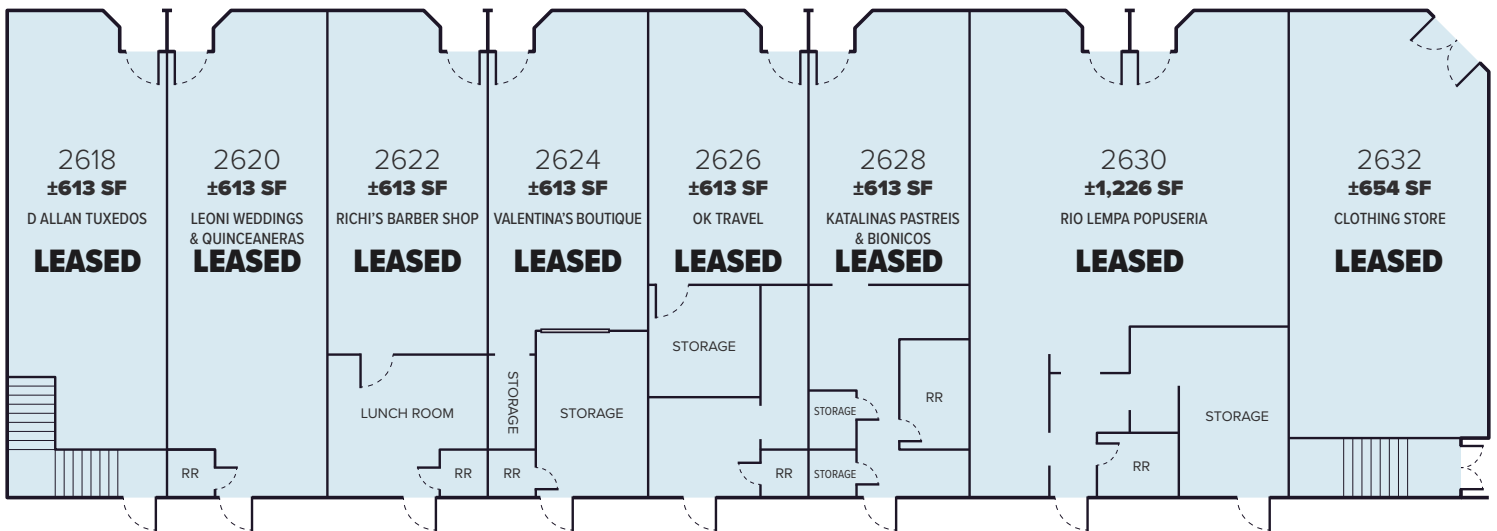 2618
±613 SF
D ALLAN TUXEDOS
LEASED
2620
±613 SF
LEONI WEDDINGS
& QUINCEANERAS
LEASED
2622
±613 SF
RICHI'S BARBER SHOP
LEASED
2624
±613 SF
VALENTINA'S BOUTIQUE
LEASED
2626
±613 SF
OK TRAVEL
LEASED
2628
±613 SF
KATALINAS PASTREIS
& BIONICOS
LEASED
2630
±1,226 SF
RIO LEMPA POPUSERIA
LEASED
2632
±654 SF
CLOTHING STORE
LEASED
RR
LUNCH ROOM
RR
STORAGE
RR
STORAGE
STORAGE
RR
STORAGE
STORAGE
RR
RR
STORAGE